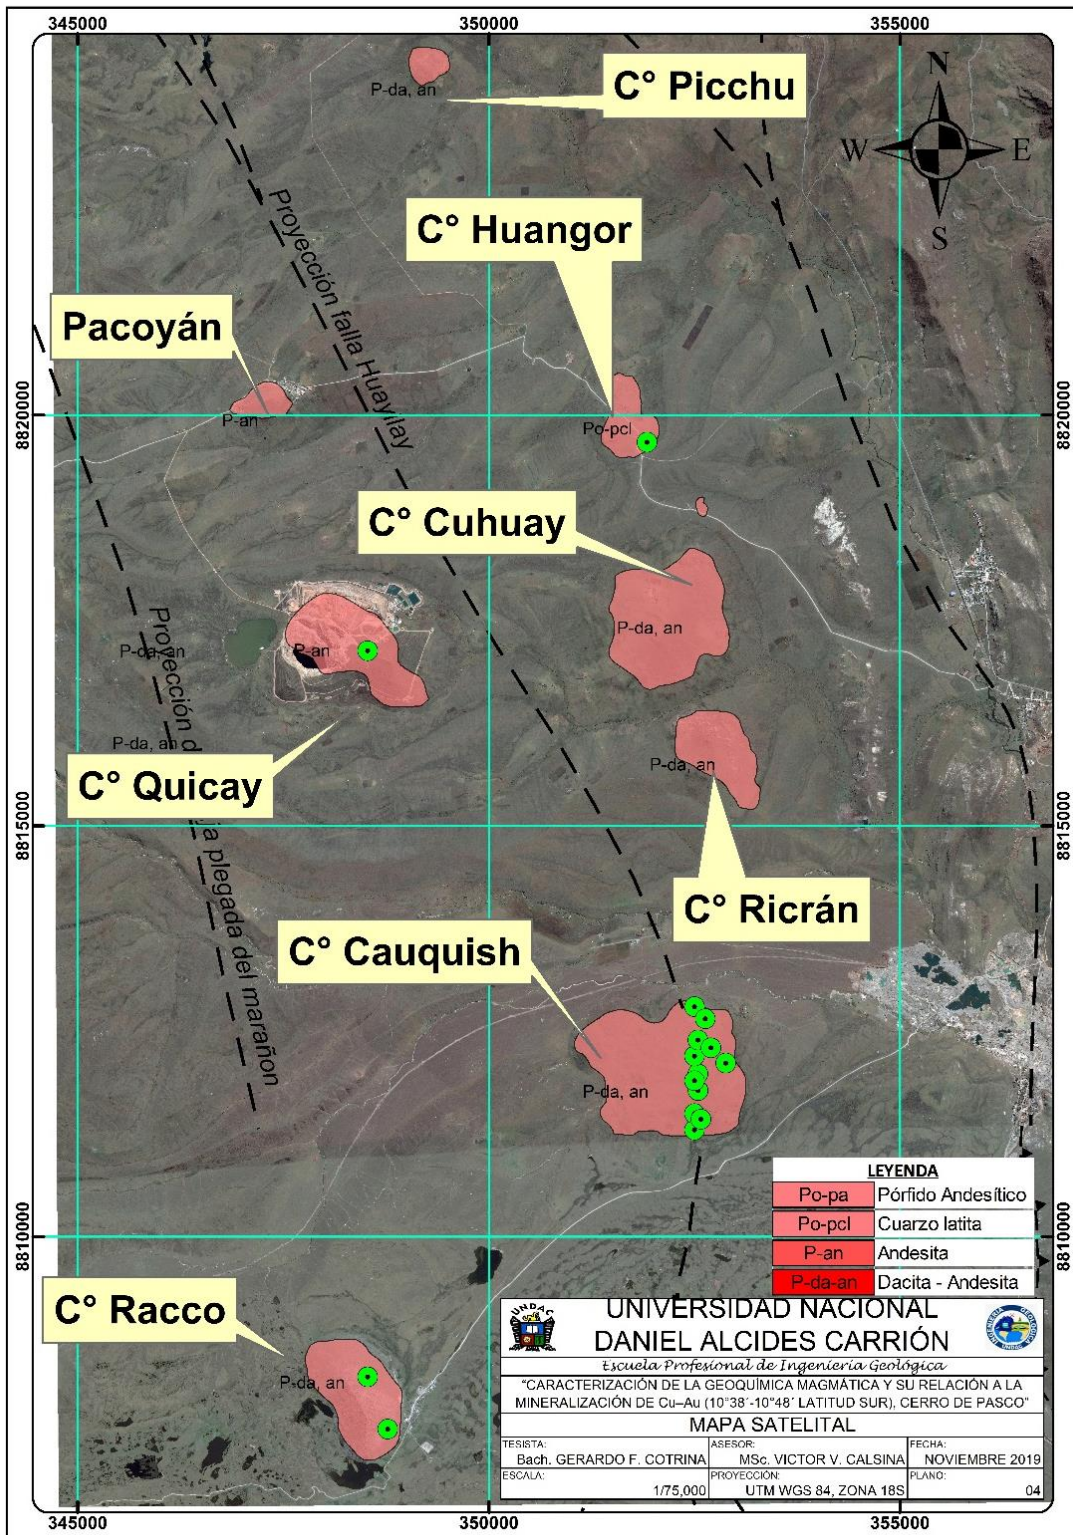 345000
350000
355000
P-da, an
C° Picchu
N
W
E
S
C° Huangor
Proyección falla Huayllay
Pacoyán
P-an
8820000
8820000
Po-pcl
C° Cuhuay
P-da, an
P-da, an
P-an
P-da, an
C° Quicay
P-da, an
8815000
8815000
C° Ricrán
Proyección d
ja plegada del marañon
C° Cauquish
P-da, an
LEYENDA
Po-pa Pórfido Andesítico
Po-pcl Cuarzo latita
P-an Andesita
P-da-an Dacita - Andesita
8810000
8810000
C° Racco
P-da, an
UNDAC
UNIVERSIDAD NACIONAL
DANIEL ALCIDES CARRIÓN
Escuela Profesional de Ingeniería Geológica
"CARACTERIZACIÓN DE LA GEOQUÍMICA MAGMÁTICA Y SU RELACIÓN A LA
MINERALIZACIÓN DE Cu–Au (10°38´-10°48´ LATITUD SUR), CERRO DE PASCO"
MAPA SATELITAL
TESISTA: Bach. GERARDO F. COTRINA
ASESOR: MSc. VICTOR V. CALSINA
FECHA: NOVIEMBRE 2019
ESCALA: 1/75,000
PROYECCIÓN: UTM WGS 84, ZONA 18S
PLANO: 04
345000
350000
355000